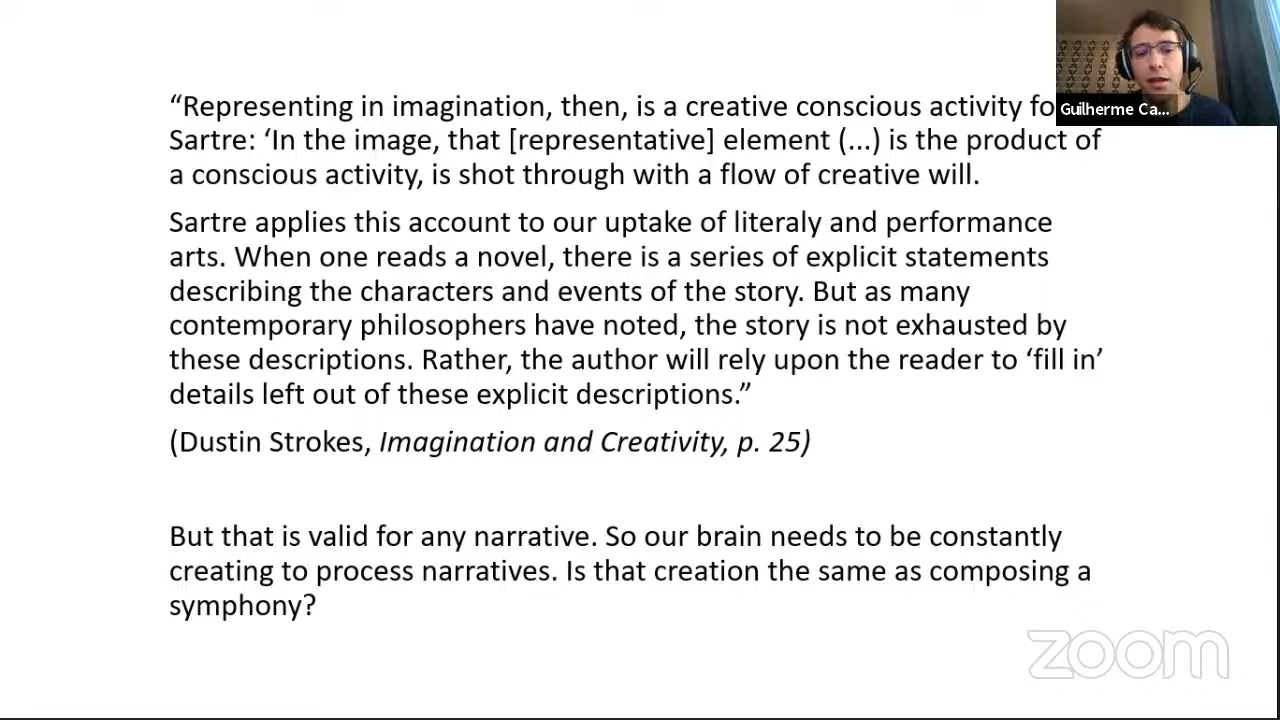 “Representing in imagination, then, is a creative conscious activity fo
Guilherme Ca...
Sartre: ‘In the image, that [representative] element (...) is the product of
a conscious activity, is shot through with a flow of creative will.
Sartre applies this account to our uptake of literaly and performance
arts. When one reads a novel, there is a series of explicit statements
describing the characters and events of the story. But as many
contemporary philosophers have noted, the story is not exhausted by
these descriptions. Rather, the author will rely upon the reader to ‘fill in’
details left out of these explicit descriptions.”
(Dustin Strokes, Imagination and Creativity, p. 25)
But that is valid for any narrative. So our brain needs to be constantly
creating to process narratives. Is that creation the same as composing a
symphony?
zoom